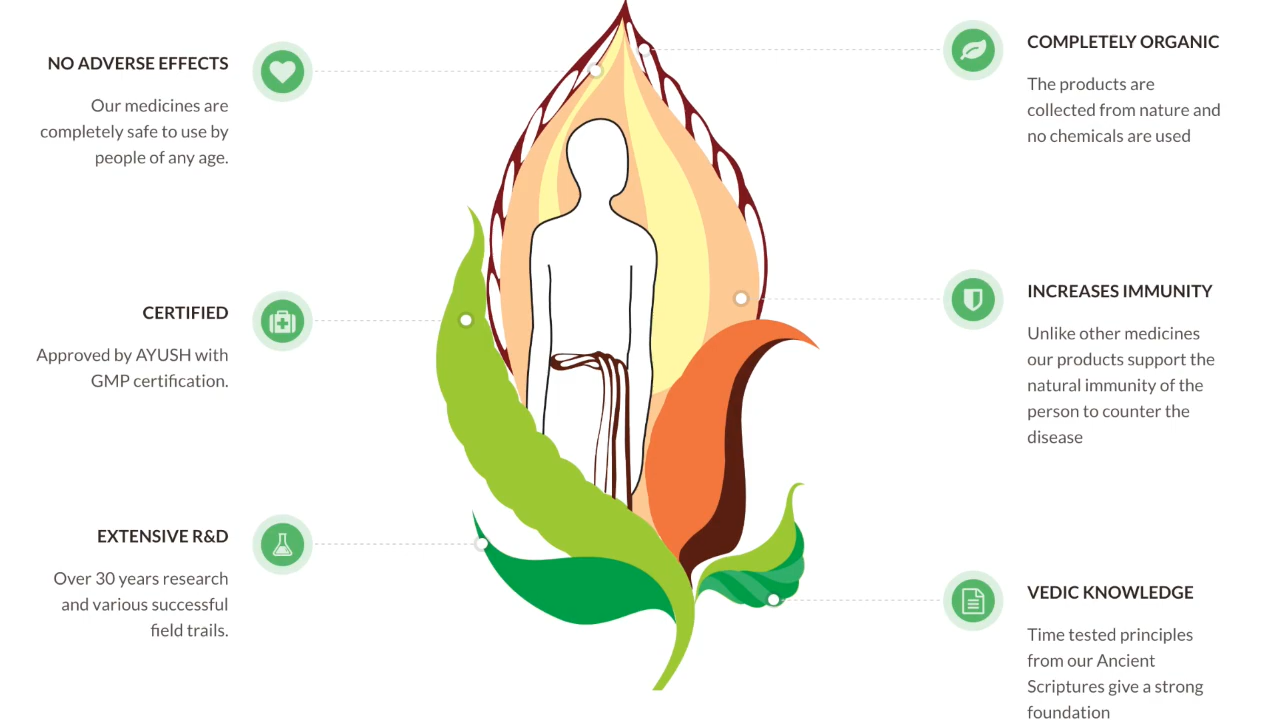 NO ADVERSE EFFECTS
Our medicines are
completely safe to use by
people of any age.
CERTIFIED
Approved by AYUSH with
GMP certification.
EXTENSIVE R&D
Over 30 years research
and various successful
field trails.
COMPLETELY ORGANIC
The products are
collected from nature and
no chemicals are used
INCREASES IMMUNITY
Unlike other medicines
our products support the
natural immunity of the
person to counter the
disease
VEDIC KNOWLEDGE
Time tested principles
from our Ancient
Scriptures give a strong
foundation